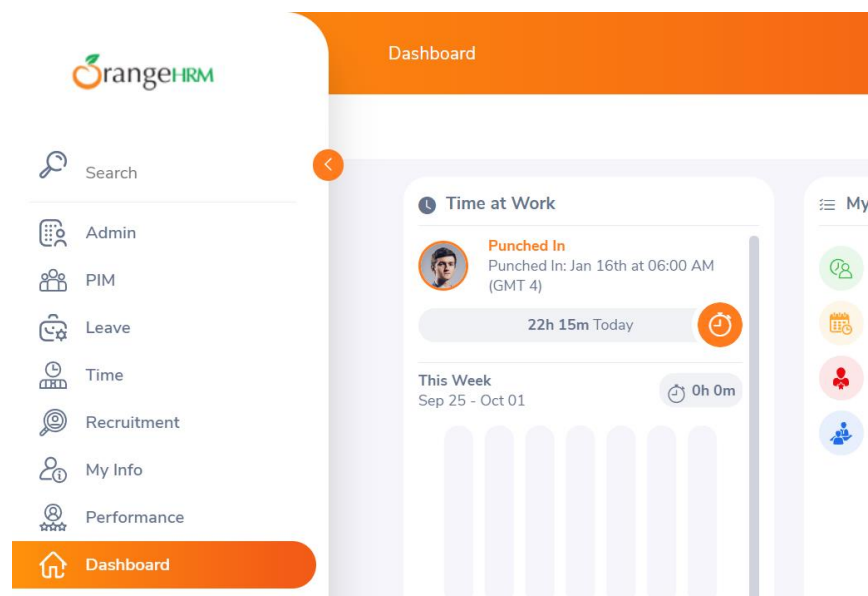 OrangeHRM
Dashboard
Search
Admin
PIM
Leave
Time
Recruitment
My Info
Performance
Dashboard
Time at Work
Punched In
Punched In: Jan 16th at 06:00 AM
(GMT 4)
22h 15m Today
This Week
Sep 25 - Oct 01
0h 0m
My